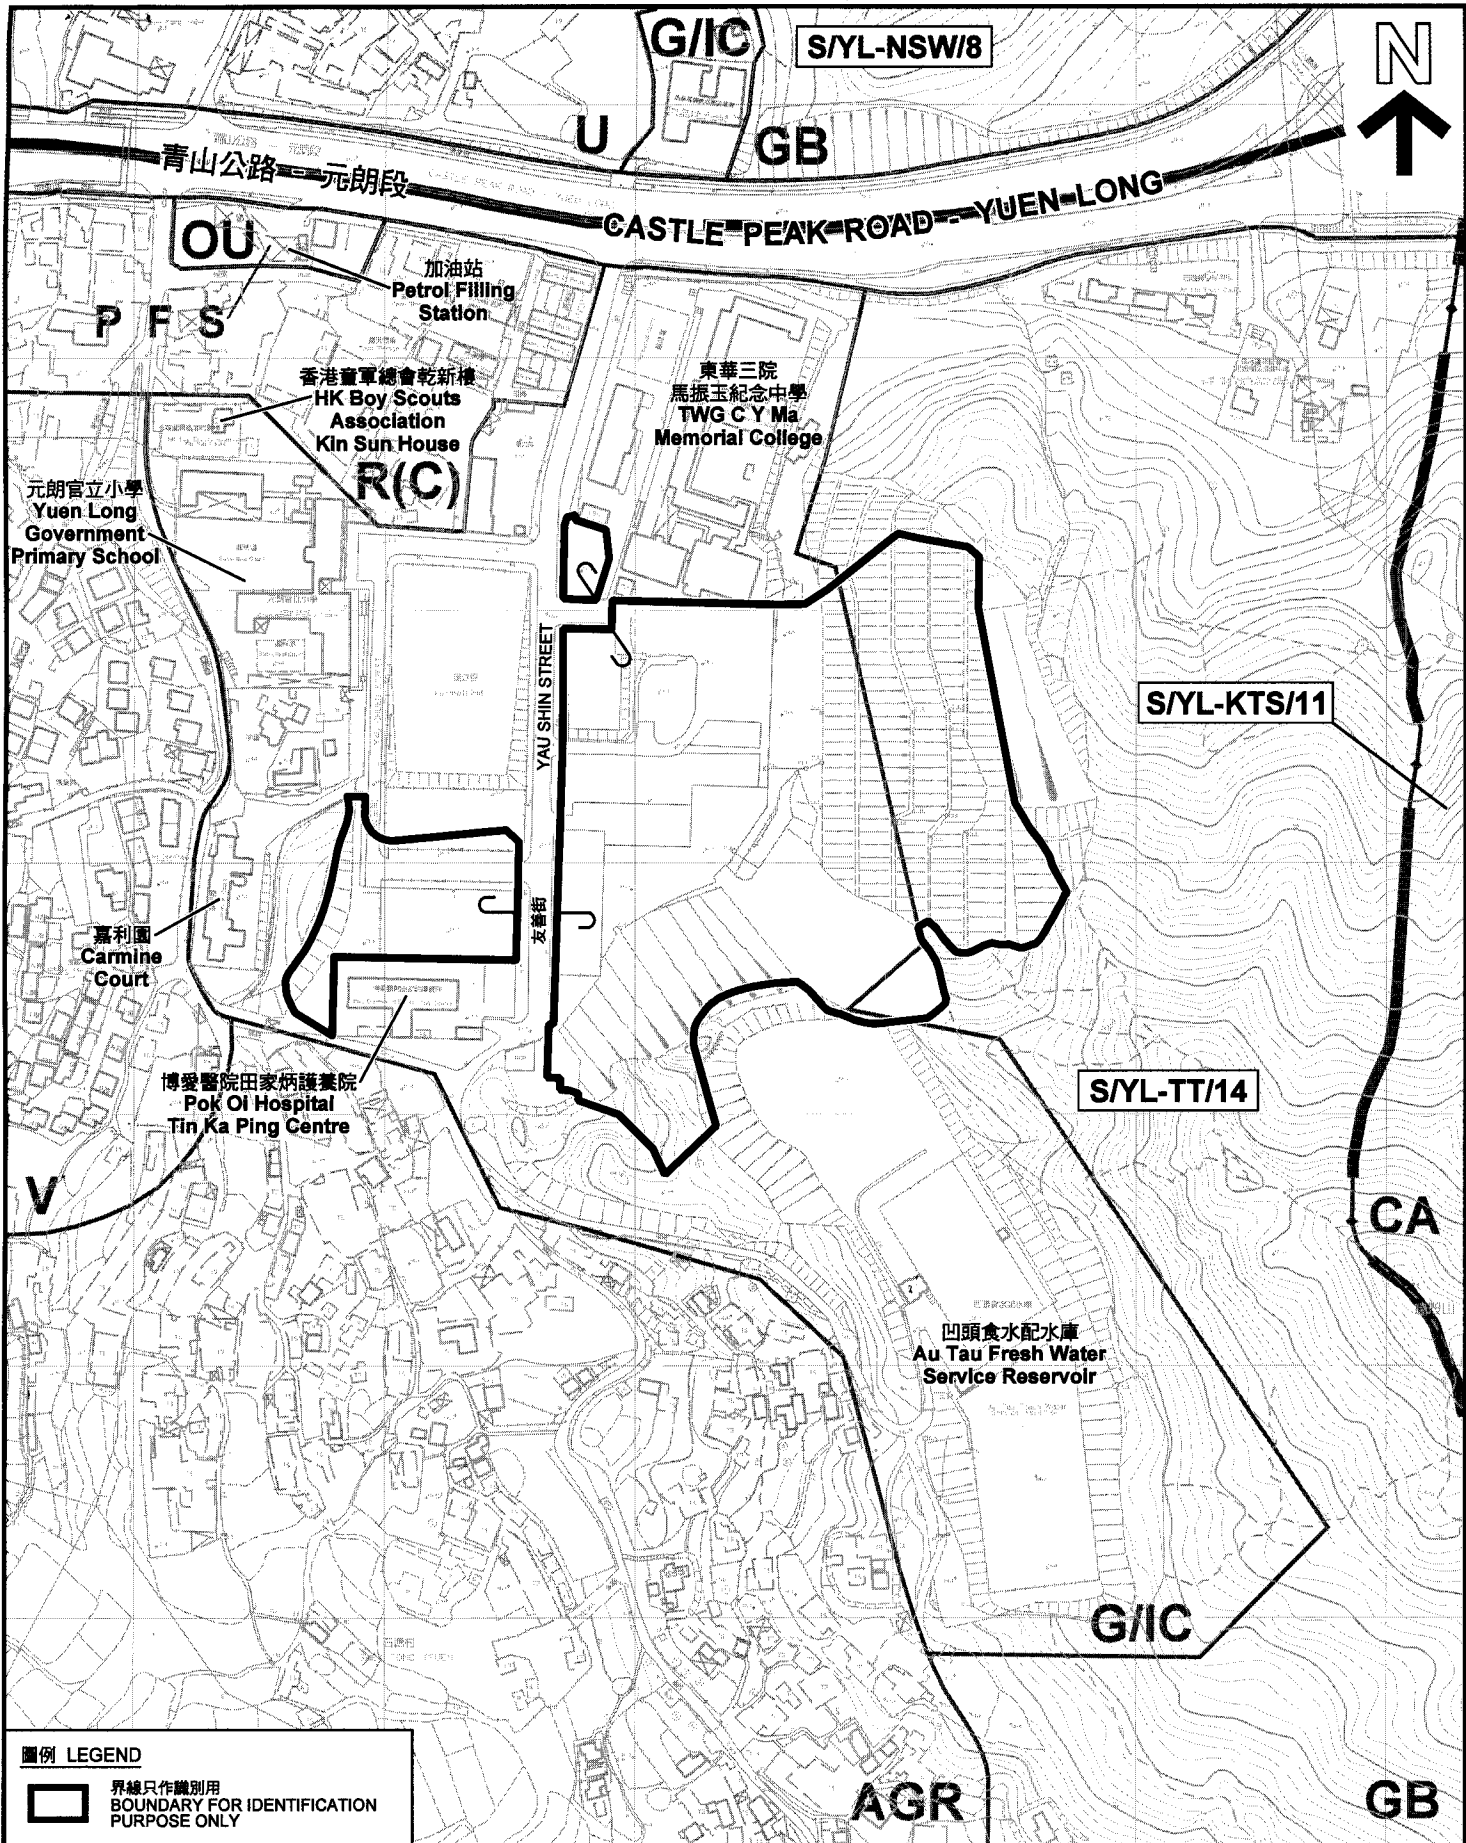 G/IC
S/YL-NSW/8
N
U
GB
青山公路 - 元朗段
CASTLE PEAK ROAD - YUEN LONG
OU
加油站
Petrol Filling
Station
P F S
香港童軍總會乾新樓
HK Boy Scouts
Association
Kin Sun House
東華三院
馬振玉紀念中學
TWG C Y Ma
Memorial College
R(C)
元朗官立小學
Yuen Long
Government
Primary School
YAU SHIN STREET
友善街
S/YL-KTS/11
嘉利園
Carmine
Court
博愛醫院田家炳護養院
Pok Oi Hospital
Tin Ka Ping Centre
S/YL-TT/14
V
CA
凹頭食水配水庫
Au Tau Fresh Water
Service Reservoir
G/IC
AGR
GB
圖例 LEGEND
界線只作識別用
BOUNDARY FOR IDENTIFICATION
PURPOSE ONLY